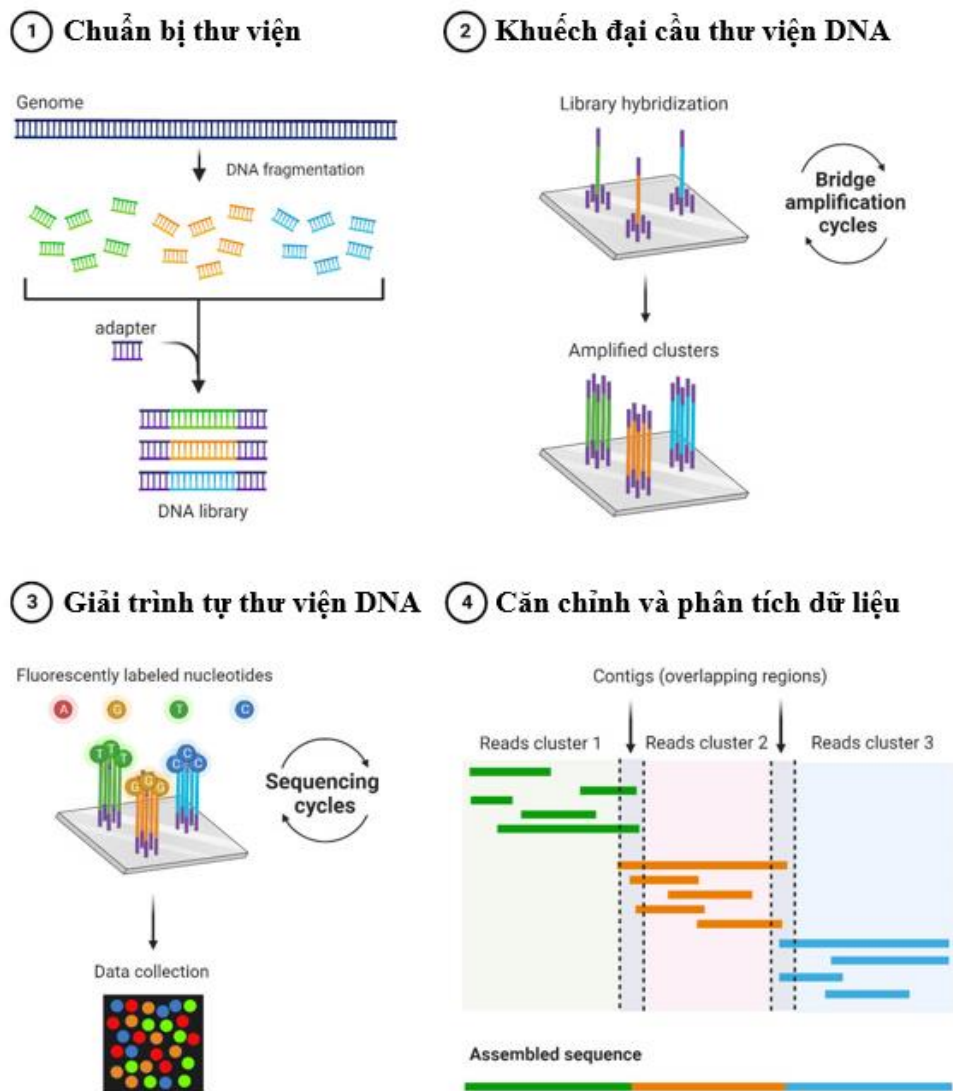 1 Chuẩn bị thư viện
Genome
DNA fragmentation
adapter
DNA library
2 Khuếch đại cầu thư viện DNA
Library hybridization
Bridge
amplification
cycles
Amplified clusters
3 Giải trình tự thư viện DNA
Fluorescently labeled nucleotides
A G T C
T T T
G G G
C C C
Sequencing
cycles
Data collection
4 Căn chỉnh và phân tích dữ liệu
Contigs (overlapping regions)
Reads cluster 1 Reads cluster 2 Reads cluster 3
Assembled sequence